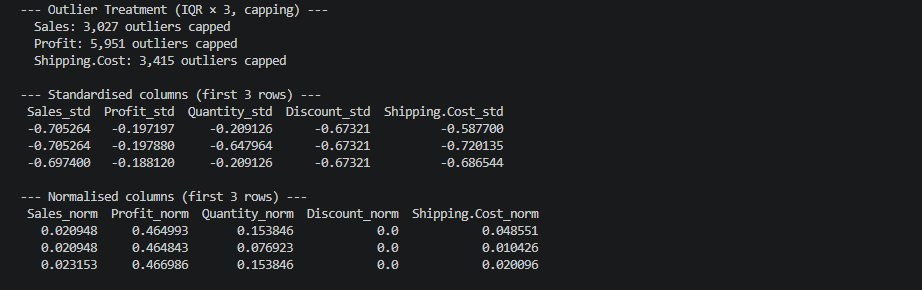 --- Outlier Treatment (IQR × 3, capping) ---
Sales: 3,027 outliers capped
Profit: 5,951 outliers capped
Shipping.Cost: 3,415 outliers capped
--- Standardised columns (first 3 rows) ---
Sales_std Profit_std Quantity_std Discount_std Shipping.Cost_std
-0.705264 -0.197197 -0.209126 -0.67321 -0.587700
-0.705264 -0.197880 -0.647964 -0.67321 -0.720135
-0.697400 -0.188120 -0.209126 -0.67321 -0.686544
--- Normalised columns (first 3 rows) ---
Sales_norm Profit_norm Quantity_norm Discount_norm Shipping.Cost_norm
0.020948 0.464993 0.153846 0.0 0.048551
0.020948 0.464843 0.076923 0.0 0.010426
0.023153 0.466986 0.153846 0.0 0.020096